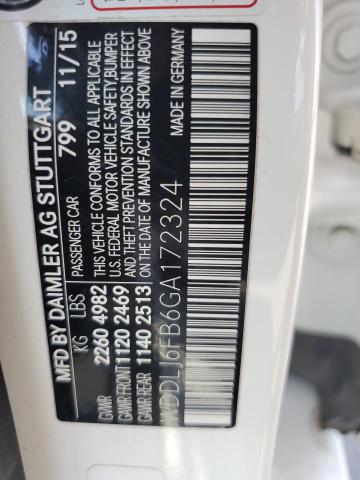 MFD BY DAIMLER AG STUTTGART
KG LBS PASSENGER CAR 799 11/15
GVWR 2260 4982 THIS VEHICLE CONFORMS TO ALL APPLICABLE
GAWR FRONT 1120 2469 U.S. FEDERAL MOTOR VEHICLE SAFETY, BUMPER
GAWR REAR 1140 2513 AND THEFT PREVENTION STANDARDS IN EFFECT
ON DATE OF MANUFACTURE SHOWN ABOVE
WDDLJ6FB6GA172324
MADE IN GERMANY